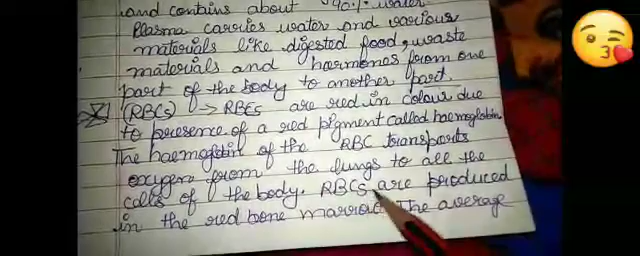 and contains about 90% water.
Plasma carries water and various
materials like digested food, waste
materials and hormones from one
part of the body to another part.
(RBCs) → RBCs are red in colour due
to presence of a red pigment called haemoglobin
The haemoglobin of the RBC transports
oxygen from the lungs to all the
cells of the body. RBCs are produced
in the red bone marrow. The average